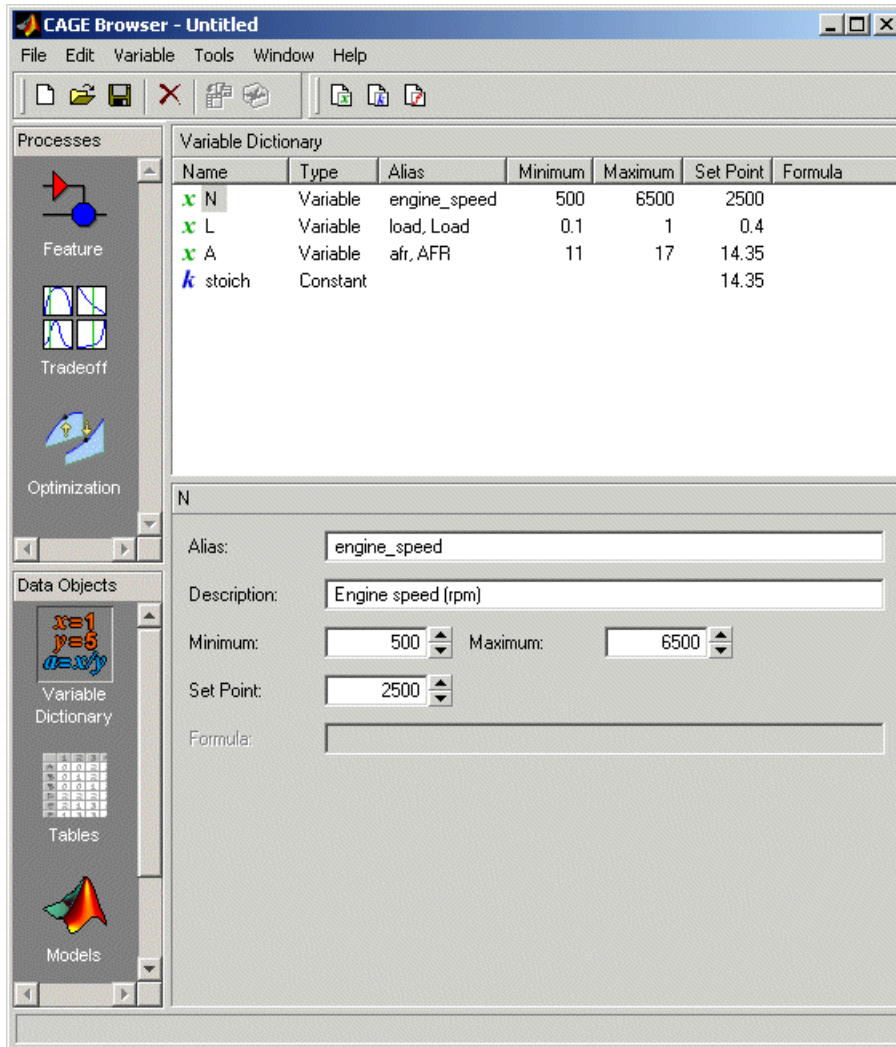 CAGE Browser - Untitled
File Edit Variable Tools Window Help
Processes
Feature
Tradeoff
Optimization
Variable Dictionary
Name Type Alias Minimum Maximum Set Point Formula
x N Variable engine_speed 500 6500 2500
x L Variable load, Load 0.1 1 0.4
x A Variable afr, AFR 11 17 14.35
k stoich Constant 14.35
Data Objects
x=1
y=5
a=x/y
Variable
Dictionary
Tables
Models
N
Alias: engine_speed
Description: Engine speed (rpm)
Minimum: 500 Maximum: 6500
Set Point: 2500
Formula: